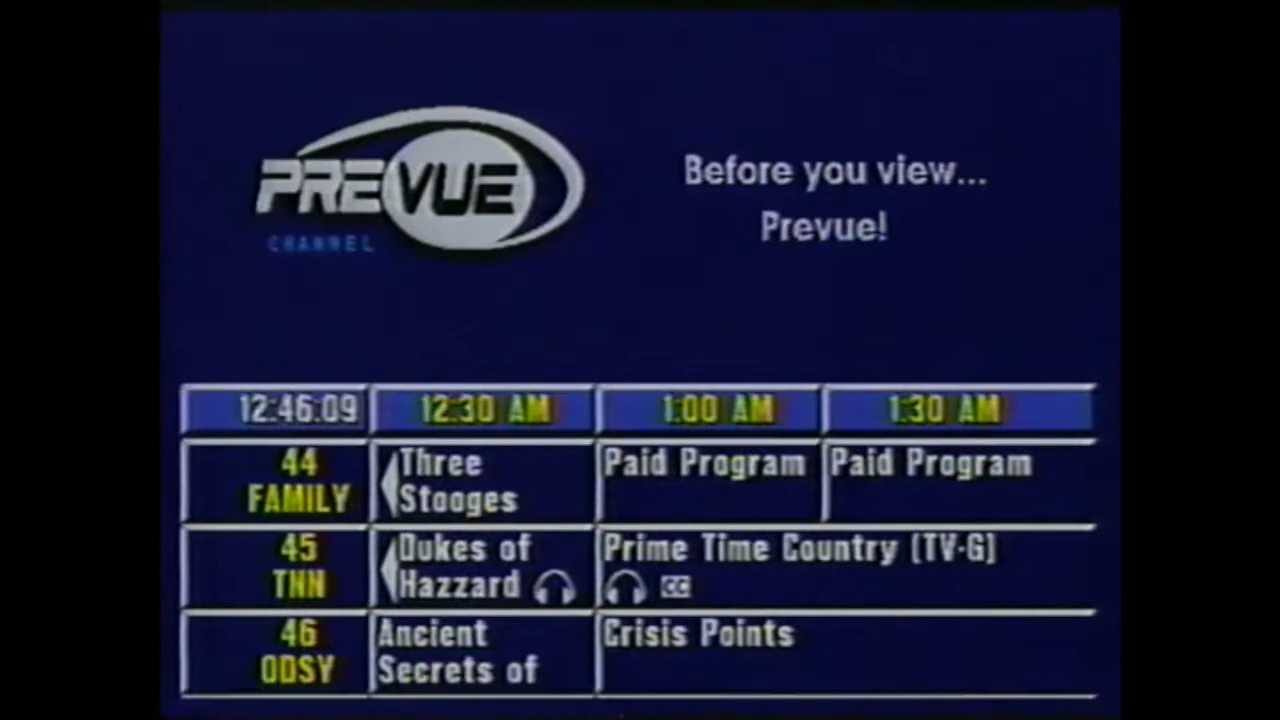 PREVUE
CHANNEL
Before you view...
Prevue!
12:46:09 12:30 AM 1:00 AM 1:30 AM
44 Three Paid Program Paid Program
FAMILY Stooges
45 Dukes of Prime Time Country (TV-G)
TNN Hazzard CC
46 Ancient Crisis Points
ODSY Secrets of